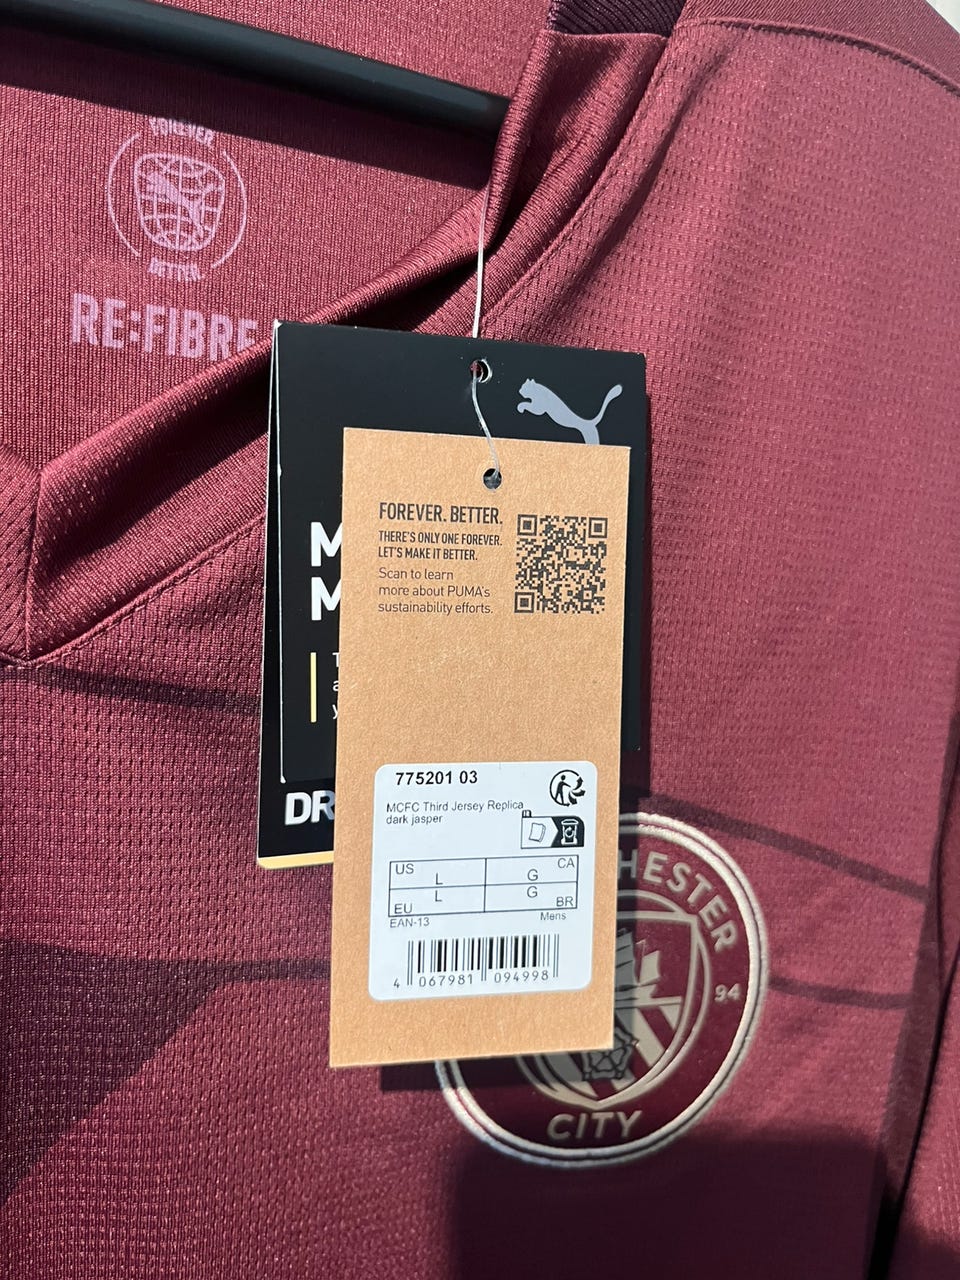 FOREVER
BETTER
RE:FIBRE
M
M
DR
FOREVER. BETTER.
THERE'S ONLY ONE FOREVER.
LET'S MAKE IT BETTER.
Scan to learn
more about PUMA's
sustainability efforts.
775201 03
MCFC Third Jersey Replica
dark jasper
US L G CA
EU L G BR
EAN-13 Mens
4 067981 094998
HESTER
94
CITY